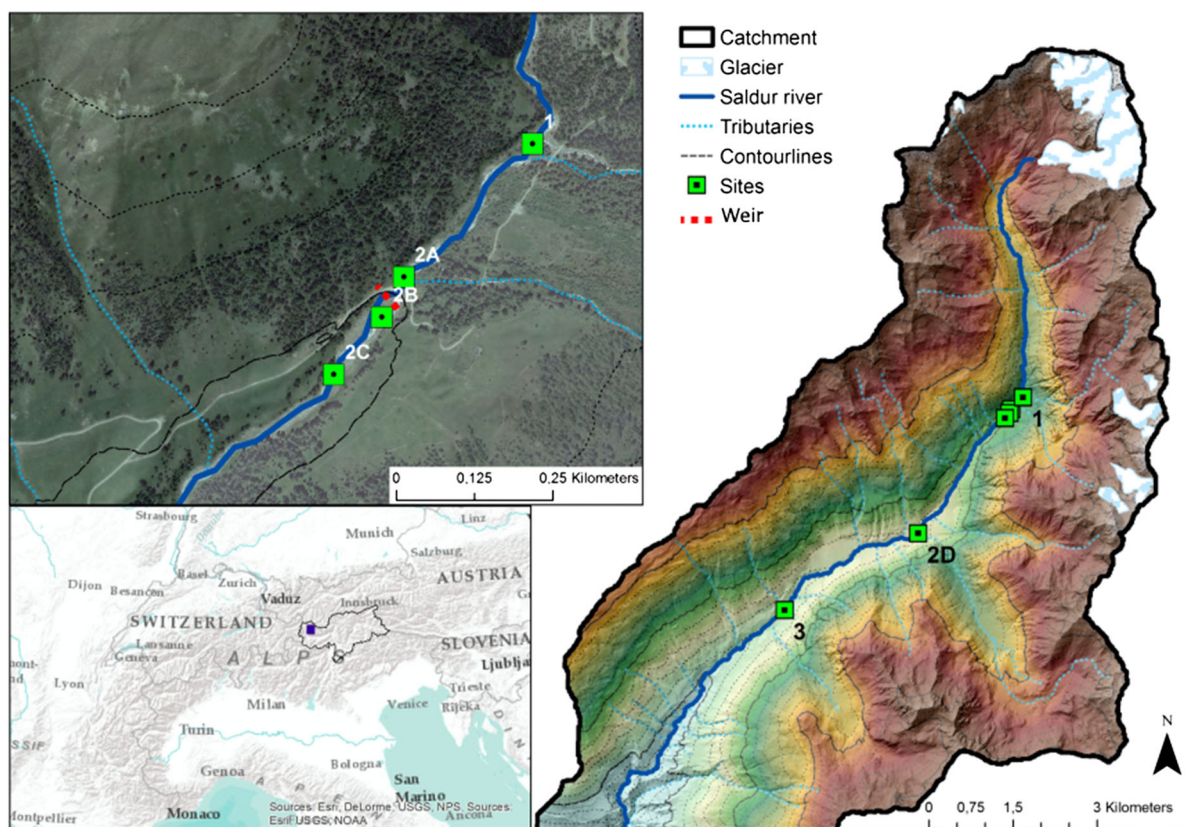 1
2A
2B
2C
0
0,125
0,25 Kilometers
Catchment
Glacier
Saldur river
Tributaries
Contourlines
Sites
Weir
1
2D
3
N
0
0,75
1,5
3 Kilometers
Strasbourg
Linz
Munich
Salzburg
Basel
Zurich
Dijon
Besancon
Vaduz
Innsbruck
AUSTRIA
SWITZERLAND
Lausanne
Geneva
ALP
SLOVENIA
Ljublja
Lyon
Milan
Venice
Trieste
Rijeka
Turin
Genoa
Bologna
San
Marino
Monaco
Ancona
Montpellier
Sources: Esri, DeLorme, USGS, NPS, Sources:
Esri, USGS, NOAA